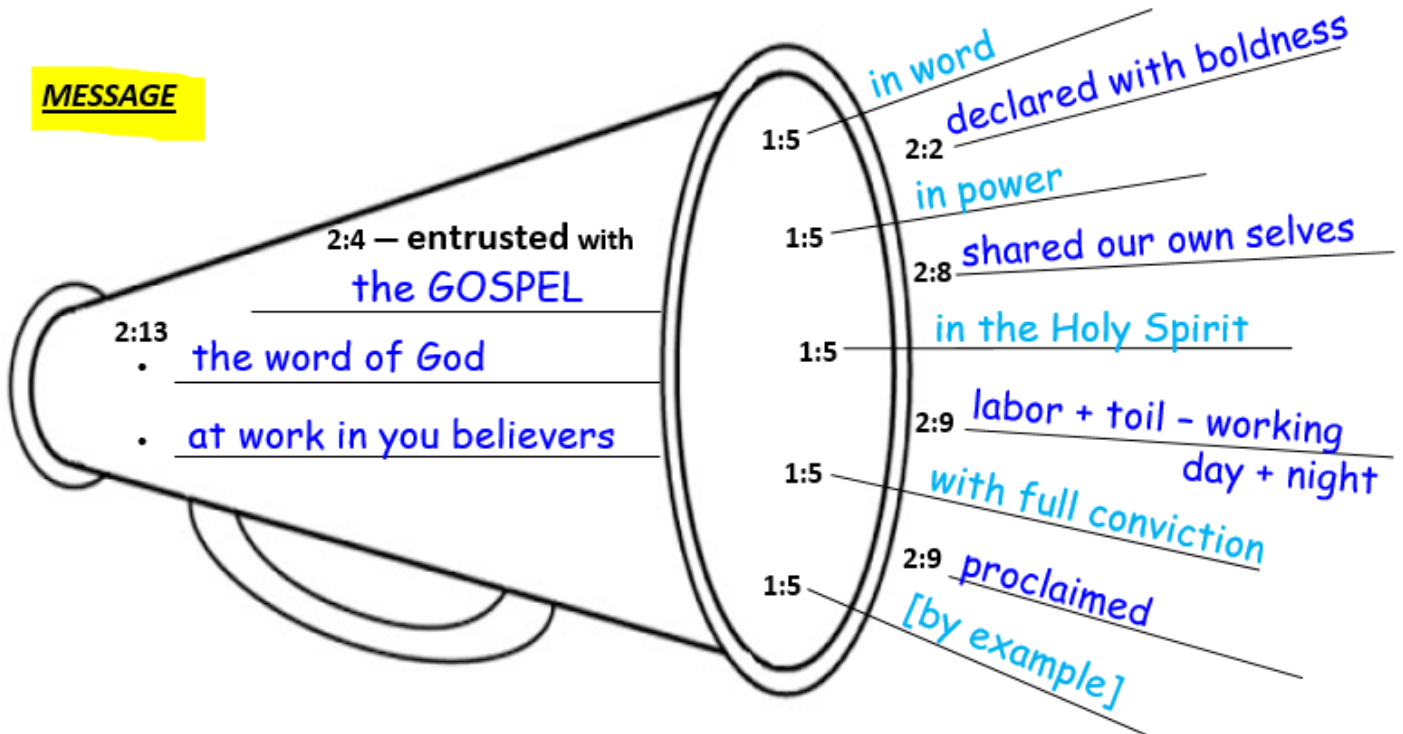 MESSAGE
2:4 – entrusted with
the GOSPEL
2:13
• the word of God
• at work in you believers
1:5 in word
2:2 declared with boldness
1:5 in power
2:8 shared our own selves
1:5 in the Holy Spirit
2:9 labor + toil – working
day + night
1:5 with full conviction
2:9 proclaimed
1:5 [by example]